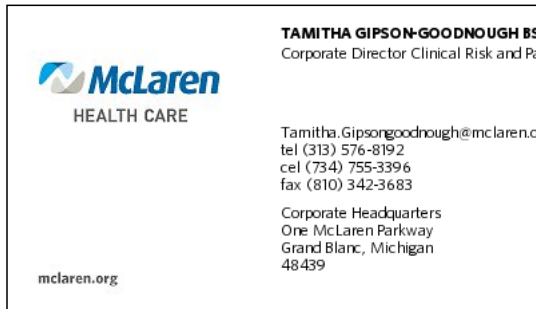 McLaren
HEALTH CARE
mclaren.org
TAMITHA GIPSON-GOODNOUGH BS
Corporate Director Clinical Risk and Pa
Tamitha.Gipsongoodnough@mclaren.o
tel (313) 576-8192
cel (734) 755-3396
fax (810) 342-3683
Corporate Headquarters
One McLaren Parkway
Grand Blanc, Michigan
48439